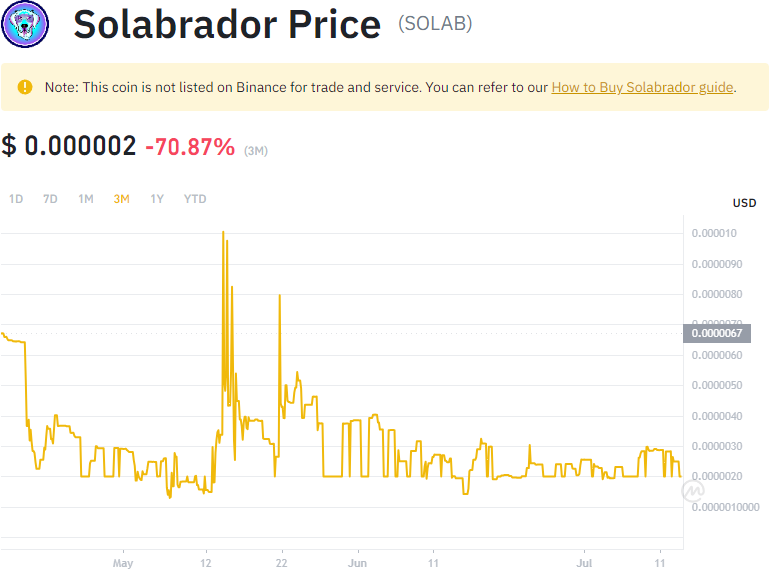 Solabrador Price (SOLAB)
Note: This coin is not listed on Binance for trade and service. You can refer to our How to Buy Solabrador guide.
$ 0.000002 -70.87% (3M)
1D 7D 1M 3M 1Y YTD
USD
0.000010
0.0000090
0.0000080
0.0000070
0.0000067
0.0000060
0.0000050
0.0000040
0.0000030
0.0000020
0.0000010000
May 12 22 Jun 11 Jul 11